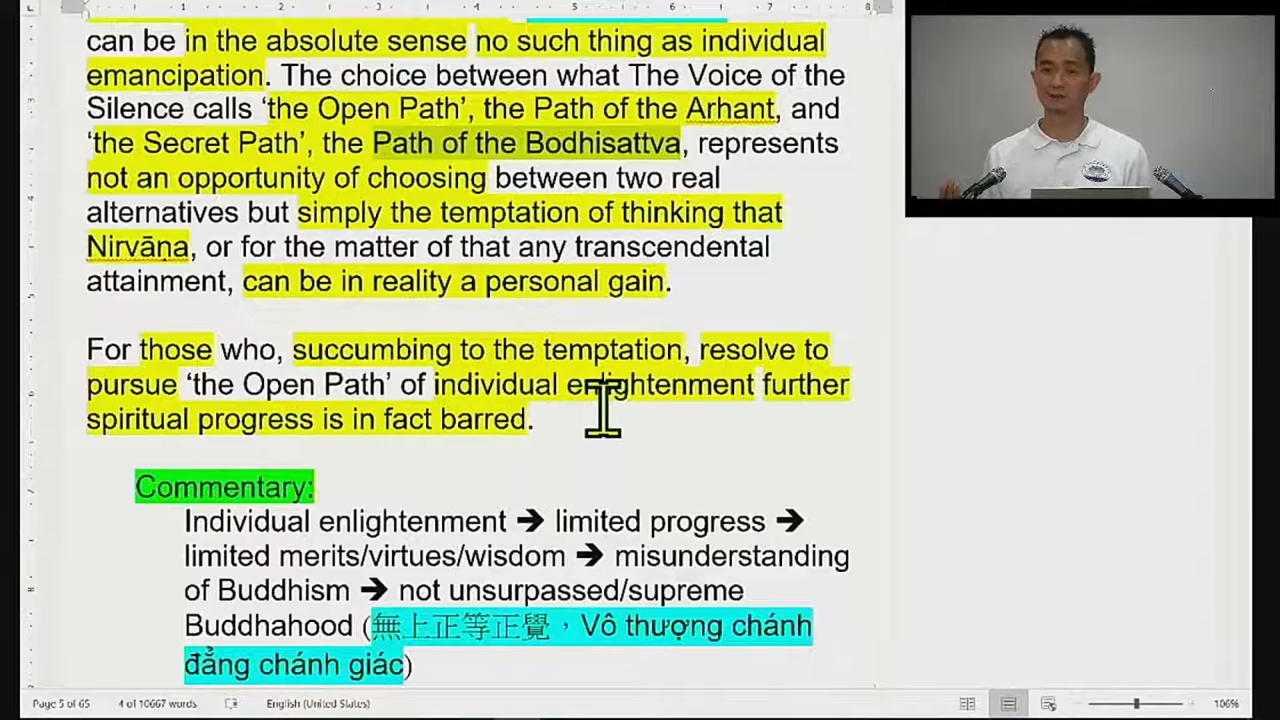 can be in the absolute sense no such thing as individual
emancipation. The choice between what The Voice of the
Silence calls ‘the Open Path’, the Path of the Arhant, and
‘the Secret Path’, the Path of the Bodhisattva, represents
not an opportunity of choosing between two real
alternatives but simply the temptation of thinking that
Nirvāṇa, or for the matter of that any transcendental
attainment, can be in reality a personal gain.
For those who, succumbing to the temptation, resolve to
pursue ‘the Open Path’ of individual enlightenment further
spiritual progress is in fact barred.
Commentary:
Individual enlightenment ➔ limited progress ➔
limited merits/virtues/wisdom ➔ misunderstanding
of Buddhism ➔ not unsurpassed/supreme
Buddhahood (無上正等正覺，Vô thượng chánh
đẳng chánh giác)
Page 5 of 65 4 of 10667 words English (United States) 106%